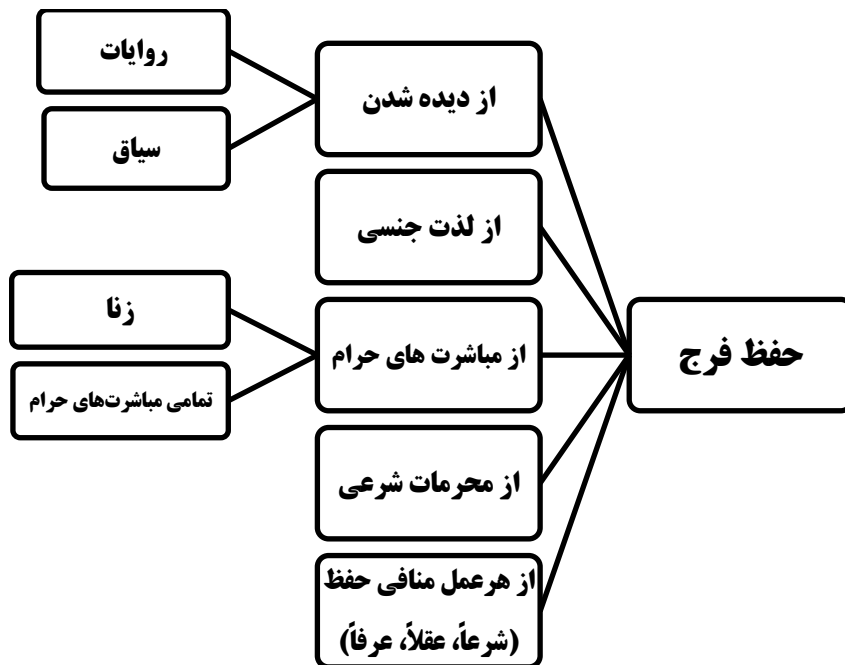 حفظ فرج
از دیده شدن
روایات
سیاق
از لذت جنسی
از مباشرت های حرام
زنا
تمامی مباشرت‌های حرام
از محرمات شرعی
از هرعمل منافی حفظ
(شرعاً، عقلاً، عرفاً)